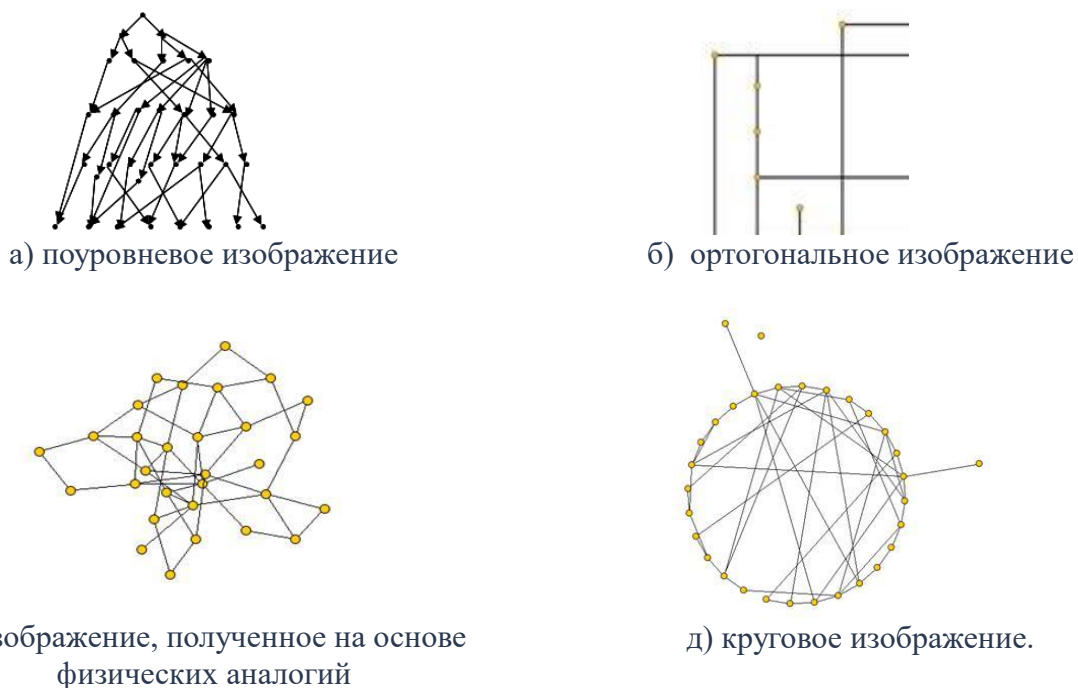 а) поуровневое изображение
б) ортогональное изображение
зображение, полученное на основе
физических аналогий
д) круговое изображение.